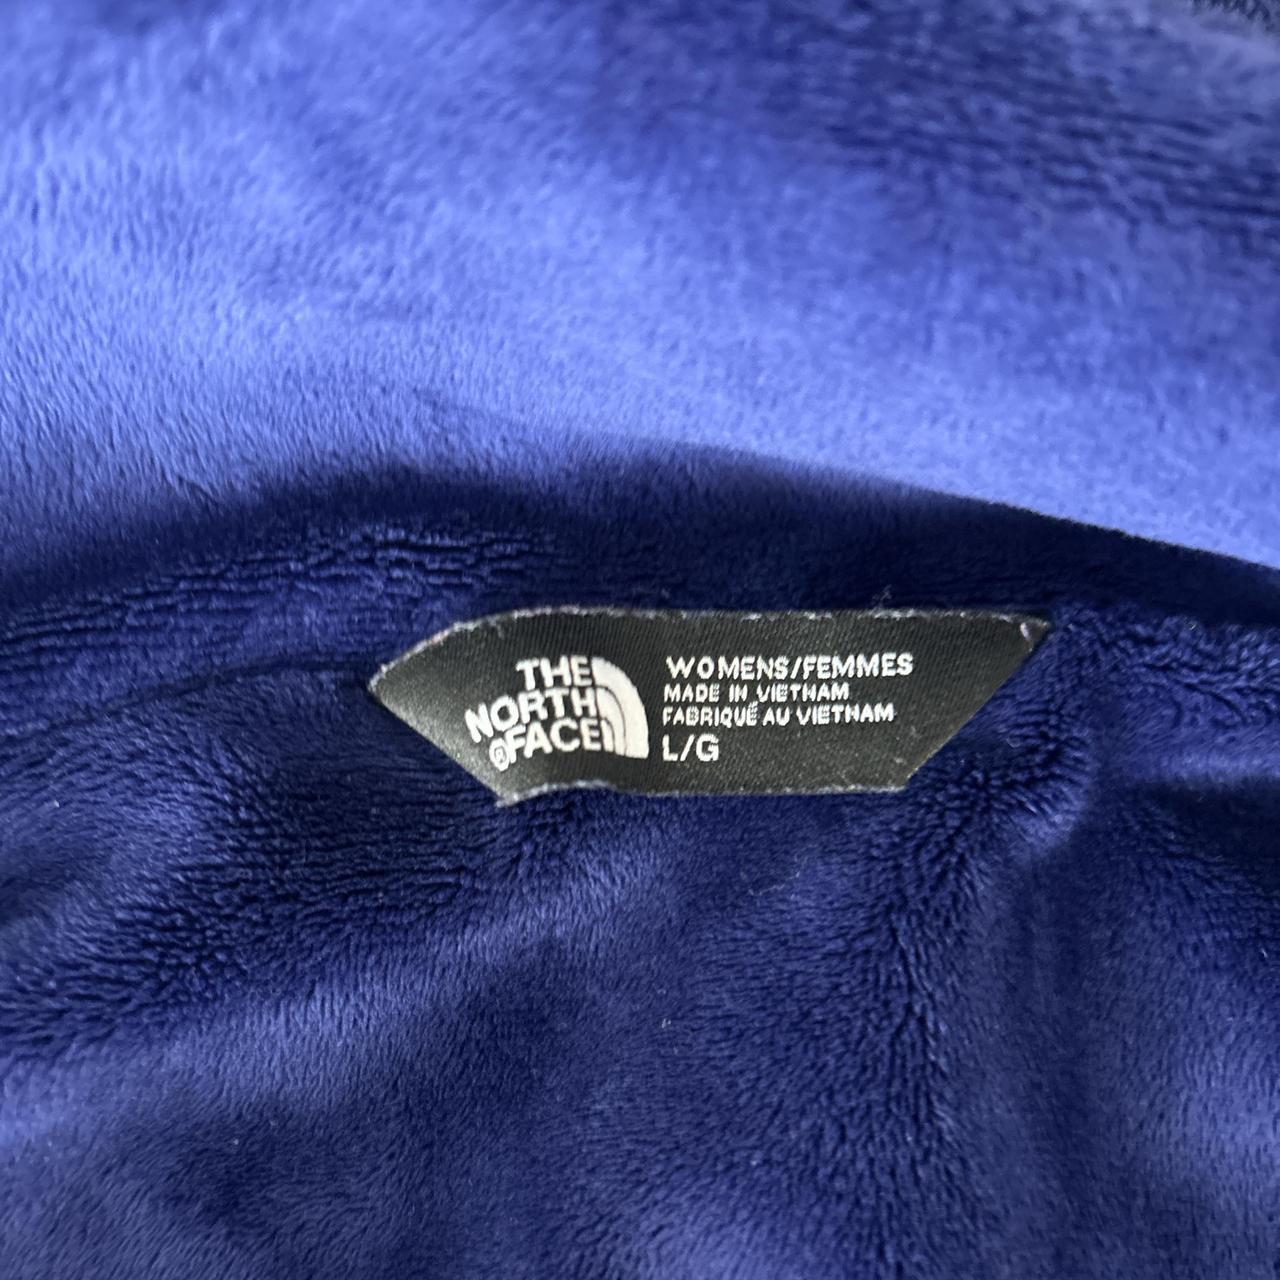 THE
NORTH
®FACE
WOMENS/FEMMES
MADE IN VIETNAM
FABRIQUÉ AU VIETNAM
L/G